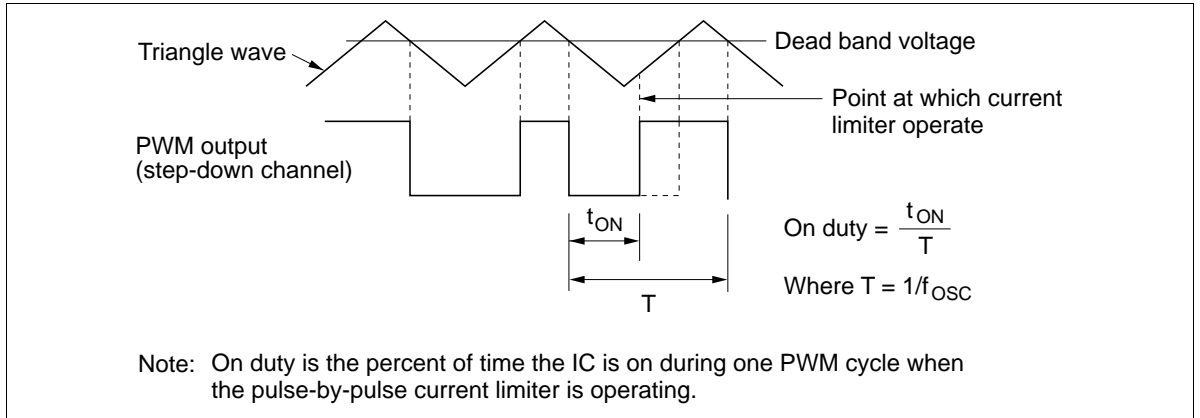 Triangle wave
Dead band voltage
Point at which current
limiter operate
PWM output
(step-down channel)
tON
T
On duty = tON / T
Where T = 1/fOSC
Note: On duty is the percent of time the IC is on during one PWM cycle when
the pulse-by-pulse current limiter is operating.